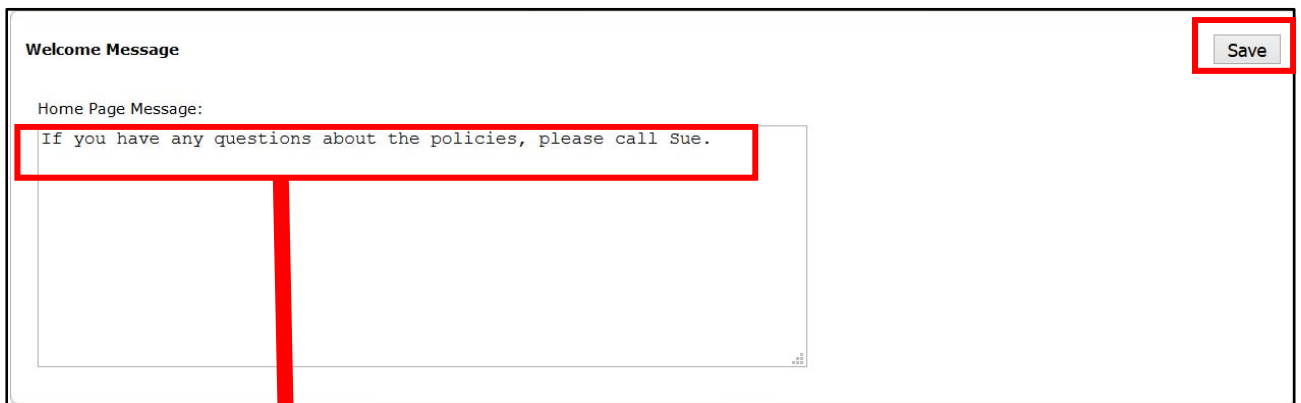 Welcome Message
Save
Home Page Message:
If you have any questions about the policies, please call Sue.